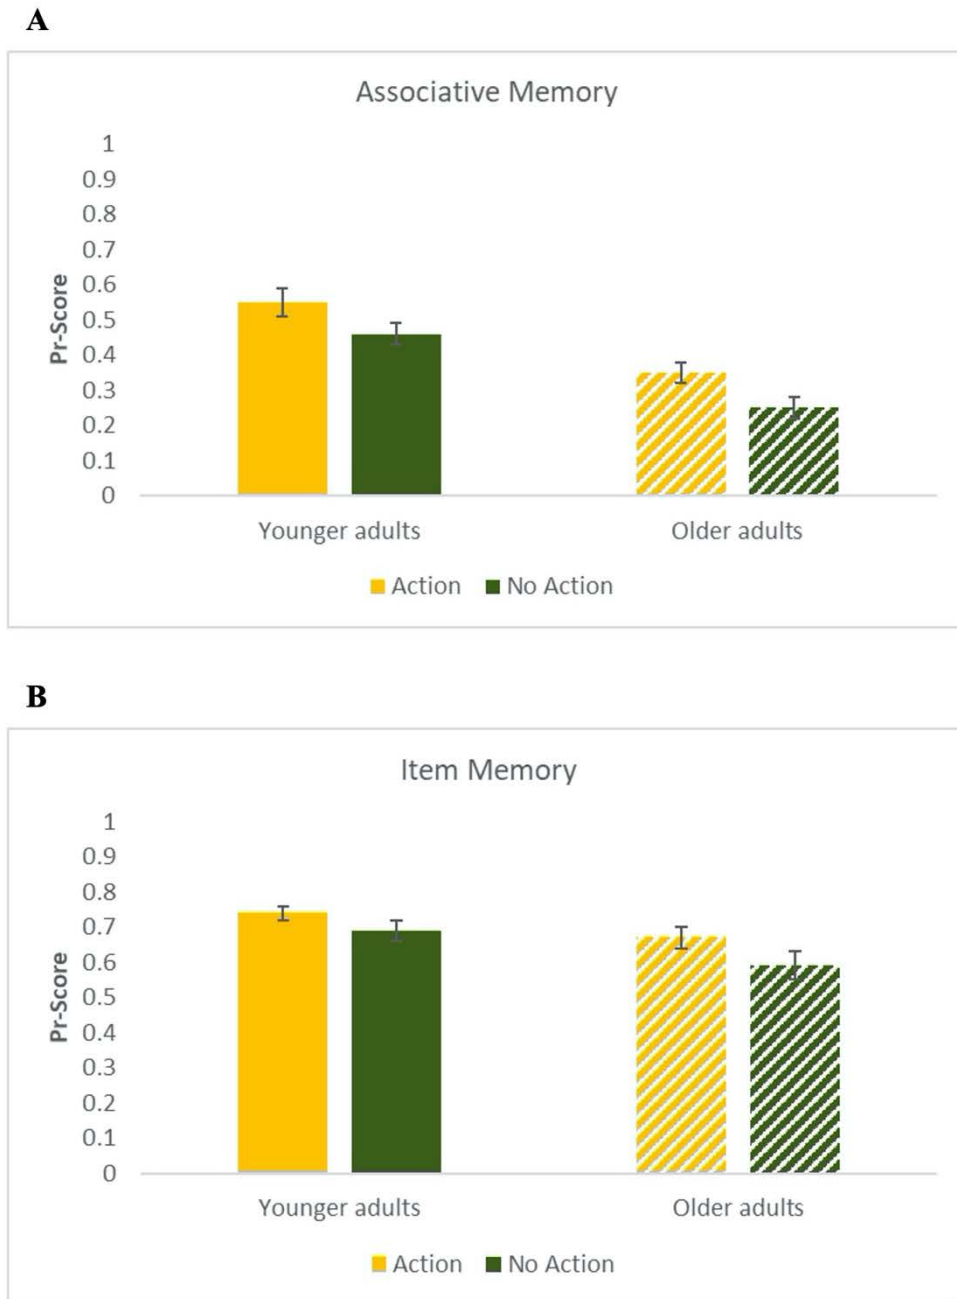 A
Associative Memory
1
0.9
0.8
0.7
0.6
0.5
0.4
0.3
0.2
0.1
0
Pr-Score
Younger adults Older adults
Action No Action
B
Item Memory
1
0.9
0.8
0.7
0.6
0.5
0.4
0.3
0.2
0.1
0
Pr-Score
Younger adults Older adults
Action No Action